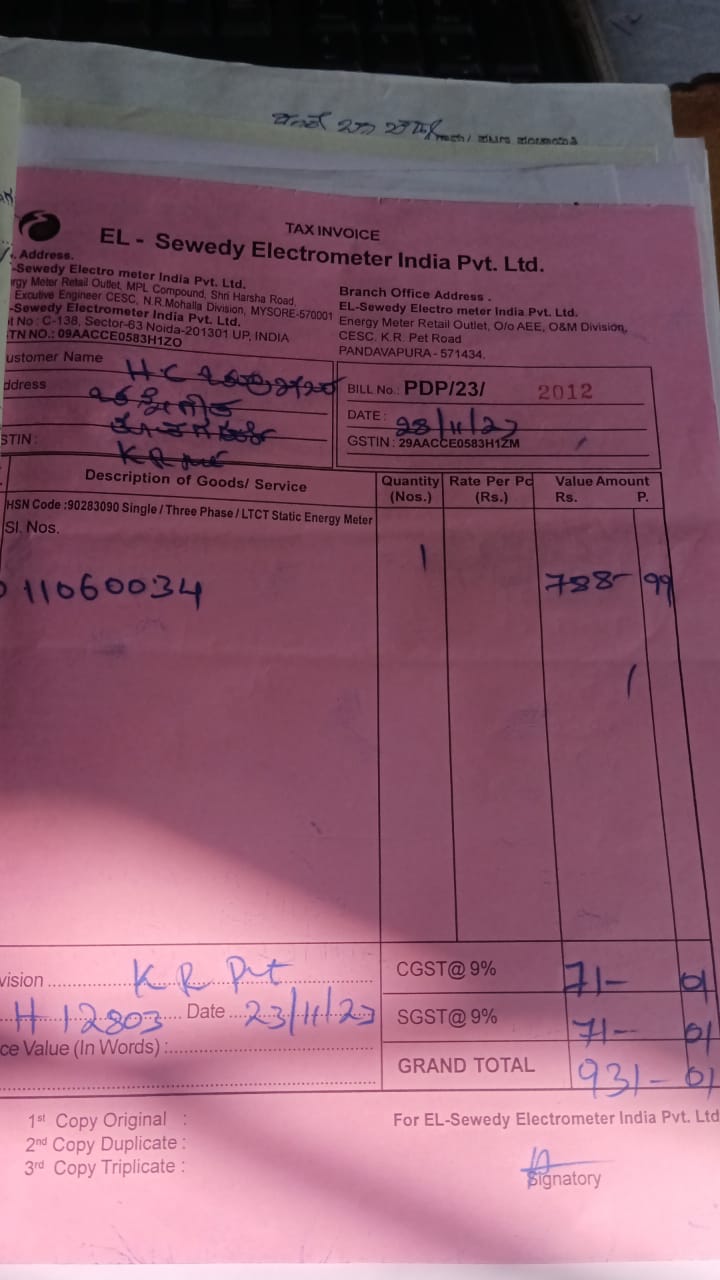 TAX INVOICE
EL - Sewedy Electrometer India Pvt. Ltd.
. Address.
-Sewedy Electro meter India Pvt. Ltd.
rgy Meter Retail Outlet, MPL Compound, Shri Harsha Road,
Excutive Engineer CESC, N.R.Mohalla Division, MYSORE-570001
-Sewedy Electrometer India Pvt. Ltd.
t No : C-138, Sector-63 Noida-201301 UP, INDIA
TN NO.: 09AACCE0583H1ZO
Branch Office Address .
EL-Sewedy Electro meter India Pvt. Ltd.
Energy Meter Retail Outlet, O/o AEE, O&M Division,
CESC. K.R. Pet Road
PANDAVAPURA - 571434.
ustomer Name H C
ddress
STIN :
K R Pet
BILL No.: PDP/23/ 2012
DATE : 23/11/23
GSTIN : 29AACCE0583H1ZM
Description of Goods/ Service Quantity (Nos.) Rate Per Pc (Rs.) Value Amount Rs. P.
HSN Code :90283090 Single / Three Phase / LTCT Static Energy Meter
Sl. Nos.
11060034 1 788- 99
vision K R Pet
H 12803 Date 23/11/23
ce Value (In Words) :
CGST@ 9% 71- 01
SGST@ 9% 71- 01
GRAND TOTAL 931- 01
1st Copy Original :
2nd Copy Duplicate :
3rd Copy Triplicate :
For EL-Sewedy Electrometer India Pvt. Ltd
Signatory